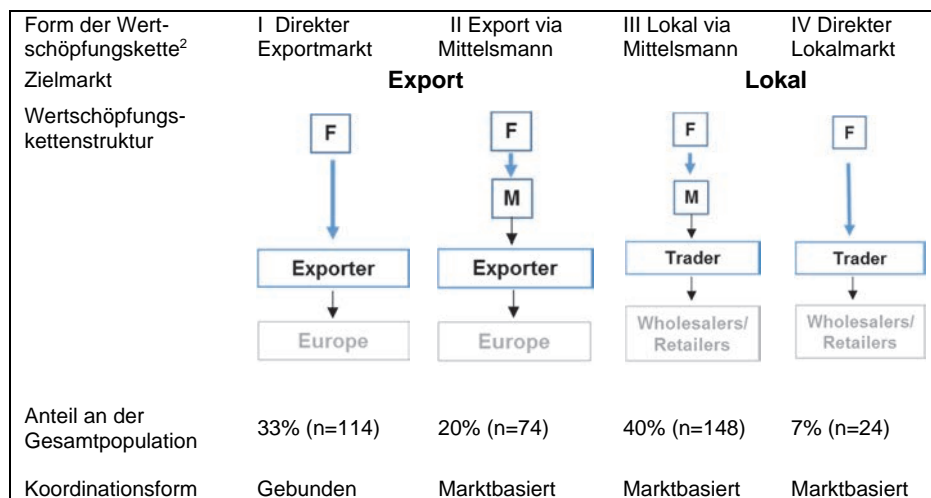 Form der Wert-
schöpfungskette2
I Direkter
Exportmarkt
II Export via
Mittelsmann
III Lokal via
Mittelsmann
IV Direkter
Lokalmarkt
Zielmarkt
Export
Lokal
Wertschöpfungs-
kettenstruktur
F
F
F
F
M
M
Exporter
Exporter
Trader
Trader
Europe
Europe
Wholesalers/
Retailers
Wholesalers/
Retailers
Anteil an der
Gesamtpopulation
33% (n=114)
20% (n=74)
40% (n=148)
7% (n=24)
Koordinationsform
Gebunden
Marktbasiert
Marktbasiert
Marktbasiert